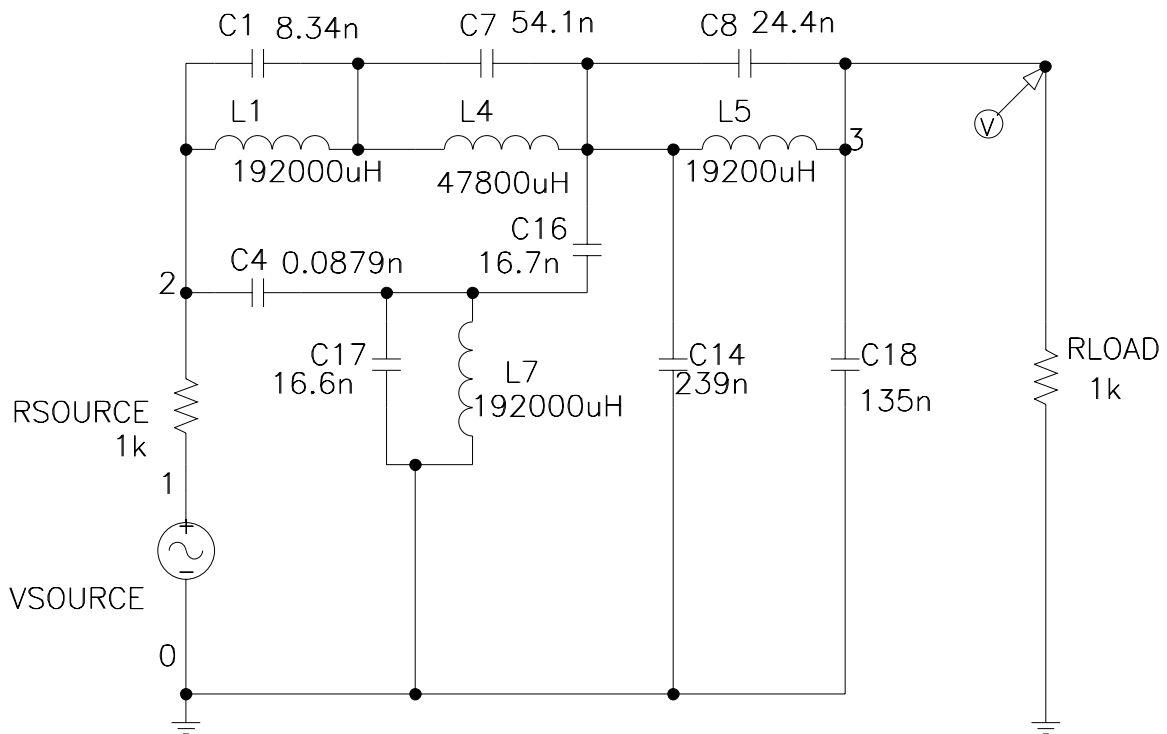 C1 8.34n
C7 54.1n
C8 24.4n
L1
192000uH
L4
47800uH
L5
19200uH
3
V
C16
16.7n
2
C4 0.0879n
C17
16.6n
L7
192000uH
C14
239n
C18
135n
RLOAD
1k
RSOURCE
1k
1
+
−
VSOURCE
0